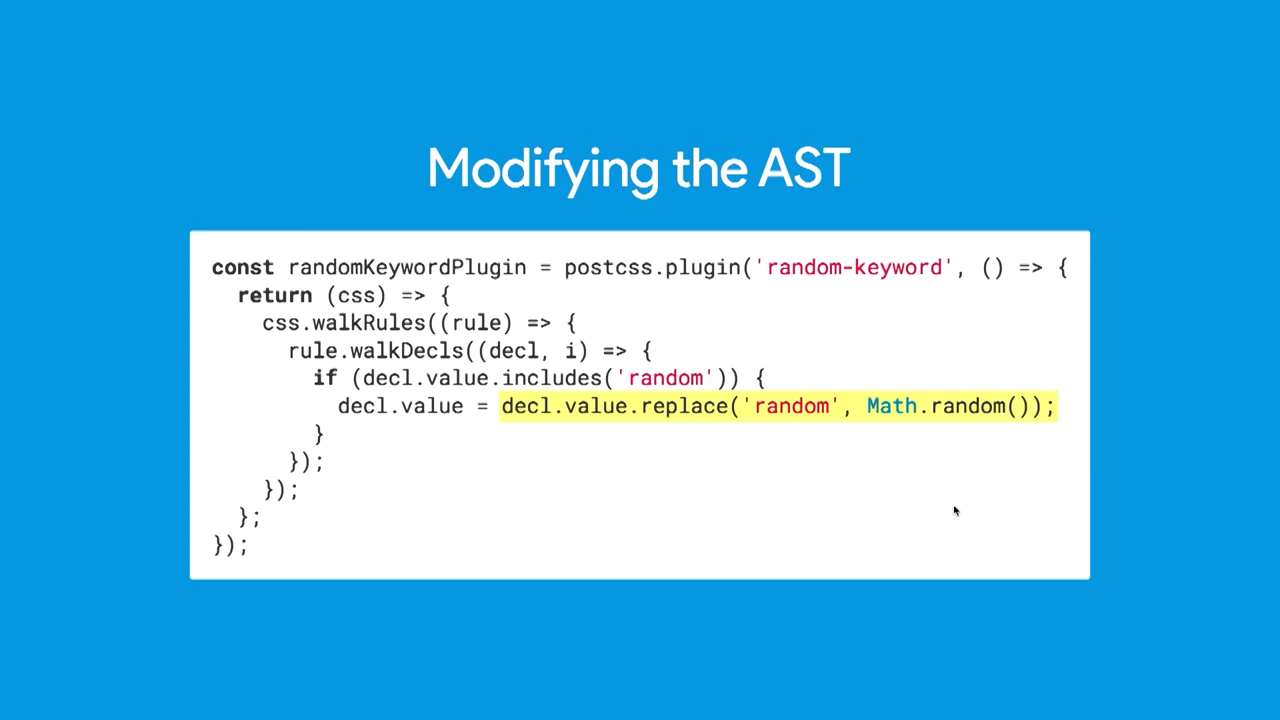 Modifying the AST
const randomKeywordPlugin = postcss.plugin('random-keyword', () => {
  return (css) => {
    css.walkRules((rule) => {
      rule.walkDecls((decl, i) => {
        if (decl.value.includes('random')) {
          decl.value = decl.value.replace('random', Math.random());
        }
      });
    });
  };
});